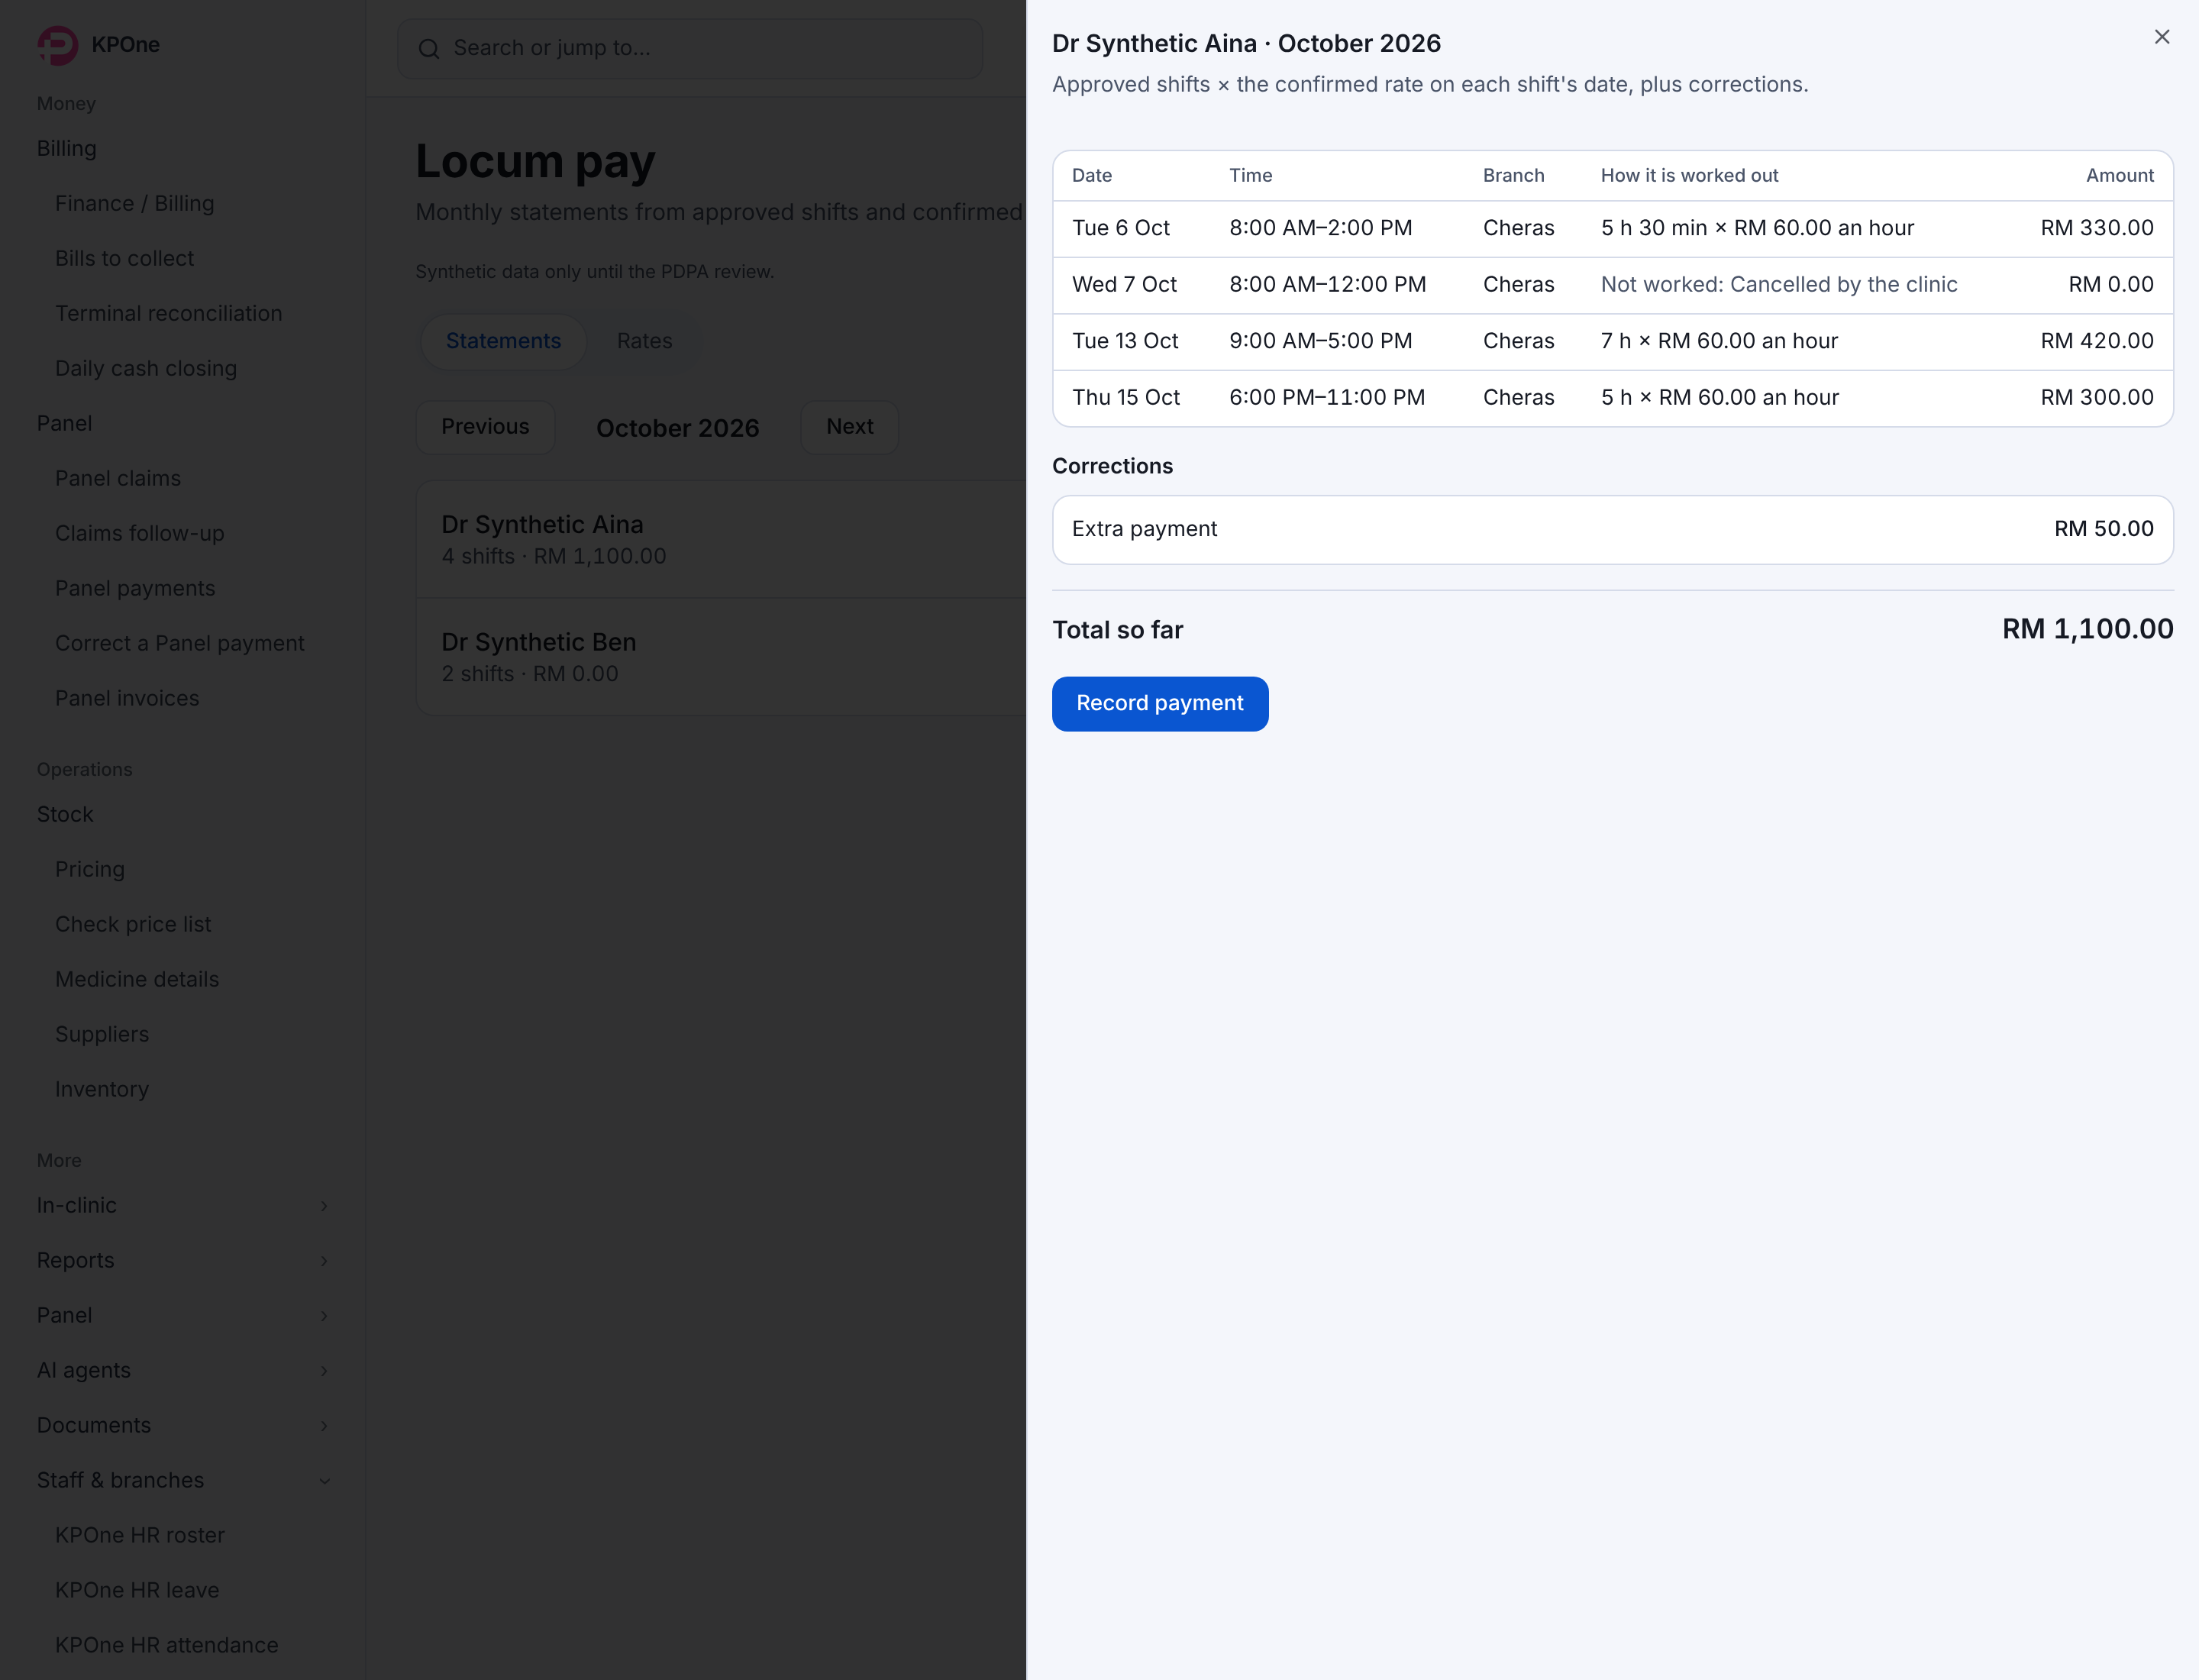 KPOne
Money
Billing
Finance / Billing
Bills to collect
Terminal reconciliation
Daily cash closing
Panel
Panel claims
Claims follow-up
Panel payments
Correct a Panel payment
Panel invoices
Operations
Stock
Pricing
Check price list
Medicine details
Suppliers
Inventory
More
In-clinic
Reports
Panel
AI agents
Documents
Staff & branches
KPOne HR roster
KPOne HR leave
KPOne HR attendance
Search or jump to...
Locum pay
Monthly statements from approved shifts and confirmed
Synthetic data only until the PDPA review.
Statements Rates
Previous October 2026 Next
Dr Synthetic Aina
4 shifts · RM 1,100.00
Dr Synthetic Ben
2 shifts · RM 0.00
Dr Synthetic Aina · October 2026
Approved shifts × the confirmed rate on each shift's date, plus corrections.
Date Time Branch How it is worked out Amount
Tue 6 Oct 8:00 AM–2:00 PM Cheras 5 h 30 min × RM 60.00 an hour RM 330.00
Wed 7 Oct 8:00 AM–12:00 PM Cheras Not worked: Cancelled by the clinic RM 0.00
Tue 13 Oct 9:00 AM–5:00 PM Cheras 7 h × RM 60.00 an hour RM 420.00
Thu 15 Oct 6:00 PM–11:00 PM Cheras 5 h × RM 60.00 an hour RM 300.00
Corrections
Extra payment RM 50.00
Total so far RM 1,100.00
Record payment